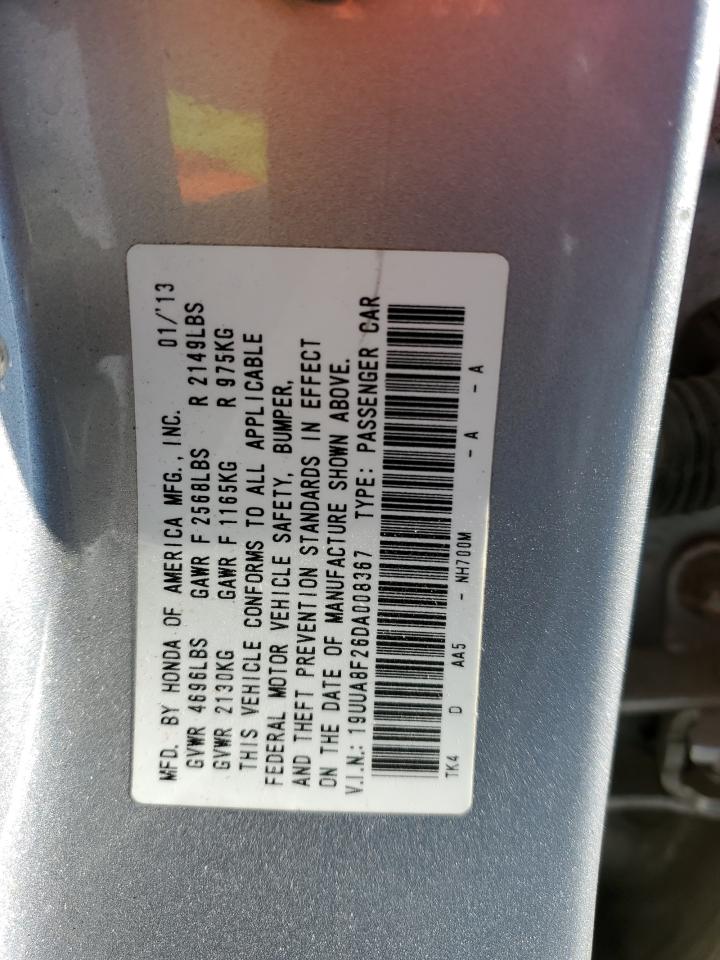 MFD. BY HONDA OF AMERICA MFG., INC. 01/'13
GVWR 4696LBS GAWR F 2568LBS R 2149LBS
GVWR 2130KG GAWR F 1165KG R 975KG
THIS VEHICLE CONFORMS TO ALL APPLICABLE
FEDERAL MOTOR VEHICLE SAFETY, BUMPER,
AND THEFT PREVENTION STANDARDS IN EFFECT
ON THE DATE OF MANUFACTURE SHOWN ABOVE.
V.I.N.: 19UUA8F26DA008367 TYPE: PASSENGER CAR
TK4 D AA5 - NH700M - A - A